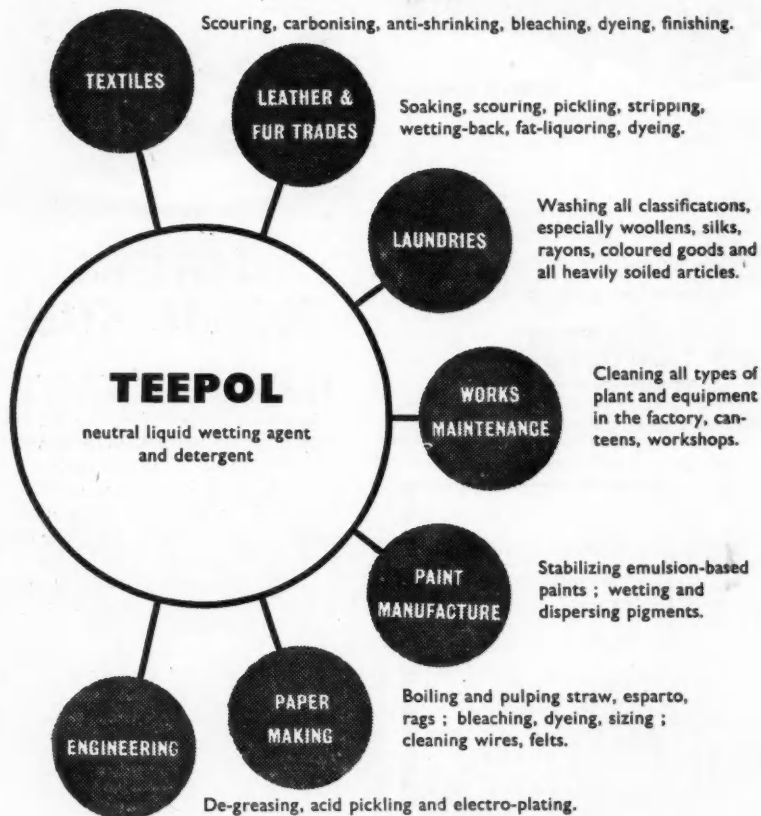 Scouring, carbonising, anti-shrinking, bleaching, dyeing, finishing.
TEXTILES
LEATHER &
FUR TRADES
Soaking, scouring, pickling, stripping,
wetting-back, fat-liquoring, dyeing.
LAUNDRIES
Washing all classifications,
especially woollens, silks,
rayons, coloured goods and
all heavily soiled articles.
TEEPOL
neutral liquid wetting agent
and detergent
WORKS
MAINTENANCE
Cleaning all types of
plant and equipment
in the factory, can-
teens, workshops.
PAINT
MANUFACTURE
Stabilizing emulsion-based
paints ; wetting and
dispersing pigments.
PAPER
MAKING
Boiling and pulping straw, esparto,
rags ; bleaching, dyeing, sizing ;
cleaning wires, felts.
ENGINEERING
De-greasing, acid pickling and electro-plating.